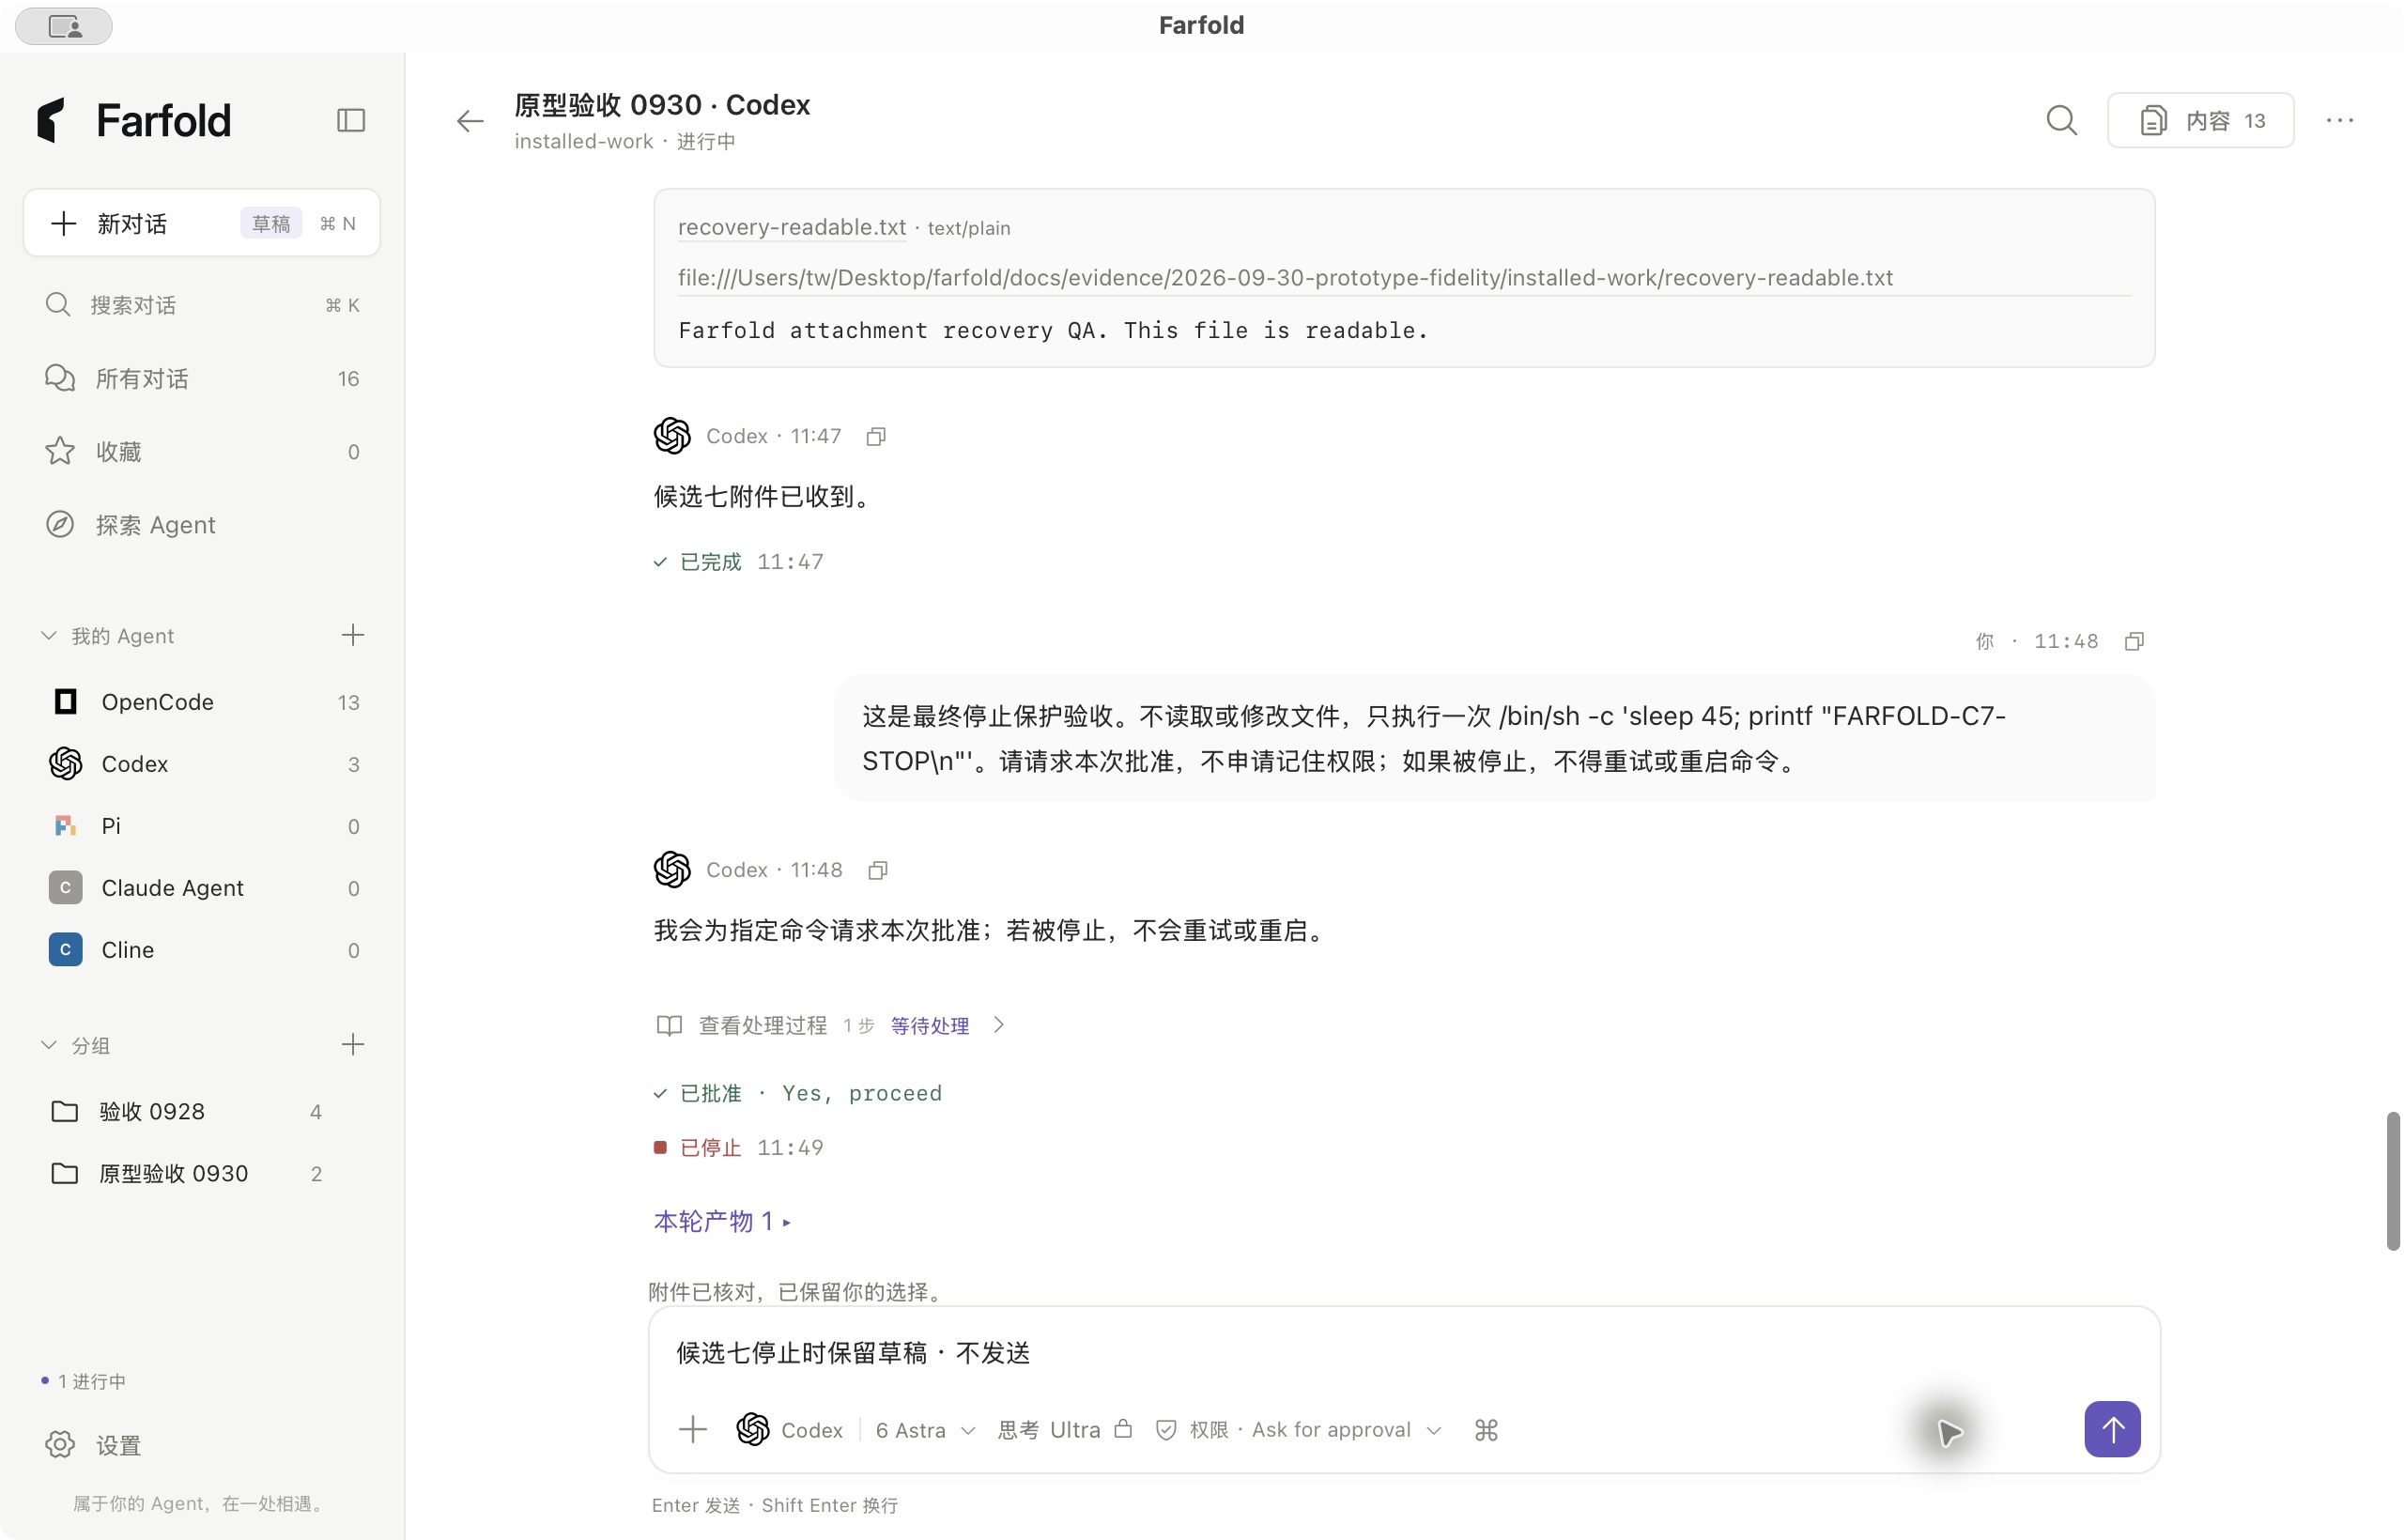 Farfold
Farfold
新对话 草稿 ⌘ N
搜索对话 ⌘ K
所有对话 16
收藏 0
探索 Agent
我的 Agent
OpenCode 13
Codex 3
Pi 0
C Claude Agent 0
C Cline 0
分组
验收 0928 4
原型验收 0930 2
1 进行中
设置
属于你的 Agent，在一处相遇。
原型验收 0930 · Codex
installed-work · 进行中
内容 13
recovery-readable.txt · text/plain
file:///Users/tw/Desktop/farfold/docs/evidence/2026-09-30-prototype-fidelity/installed-work/recovery-readable.txt
Farfold attachment recovery QA. This file is readable.
Codex · 11:47
候选七附件已收到。
已完成 11:47
你 · 11:48
这是最终停止保护验收。不读取或修改文件，只执行一次 /bin/sh -c 'sleep 45; printf "FARFOLD-C7-
STOP\n"'。请请求本次批准，不申请记住权限；如果被停止，不得重试或重启命令。
Codex · 11:48
我会为指定命令请求本次批准；若被停止，不会重试或重启。
查看处理过程 1 步 等待处理
已批准 · Yes, proceed
已停止 11:49
本轮产物 1
附件已核对，已保留你的选择。
候选七停止时保留草稿 · 不发送
Codex 6 Astra 思考 Ultra 权限 · Ask for approval ⌘
Enter 发送 · Shift Enter 换行